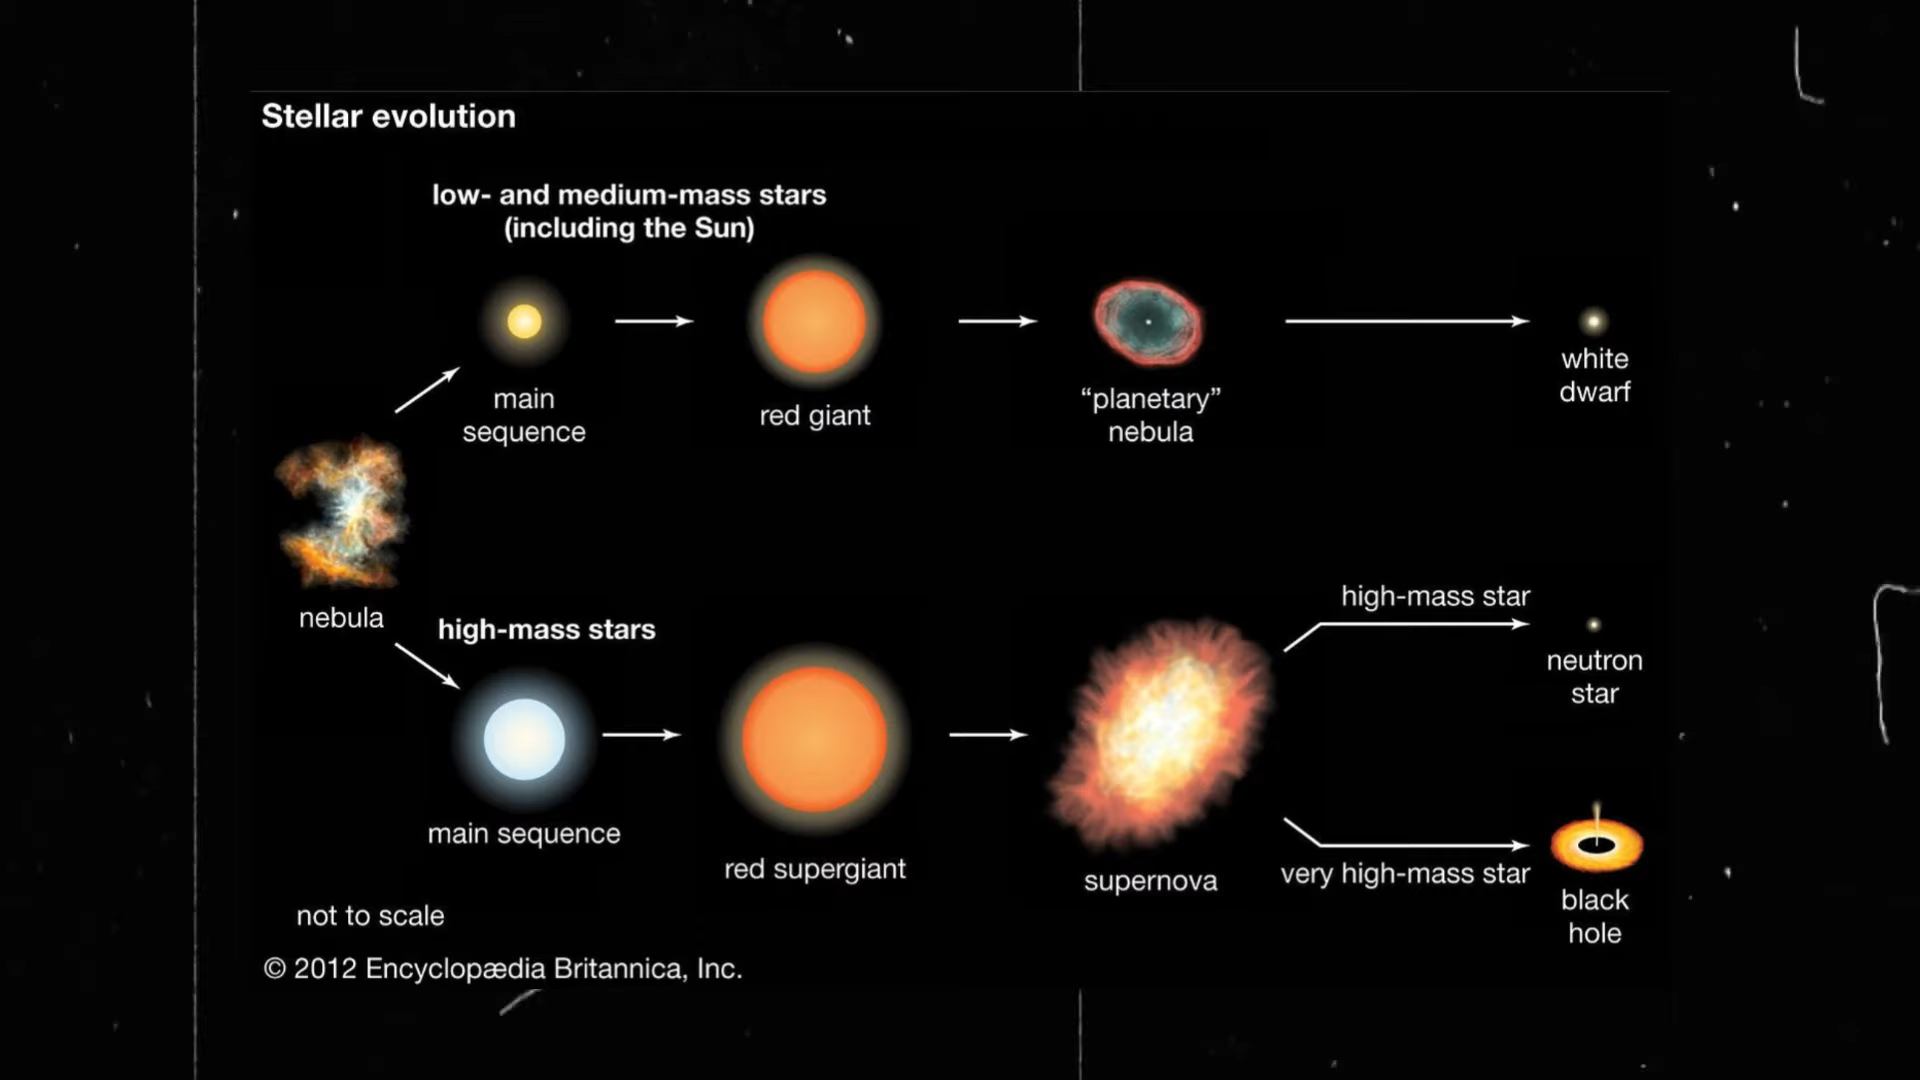 Stellar evolution
low- and medium-mass stars
(including the Sun)
main
sequence
red giant
“planetary”
nebula
white
dwarf
nebula
high-mass stars
main sequence
red supergiant
supernova
high-mass star
neutron
star
very high-mass star
black
hole
not to scale
© 2012 Encyclopædia Britannica, Inc.